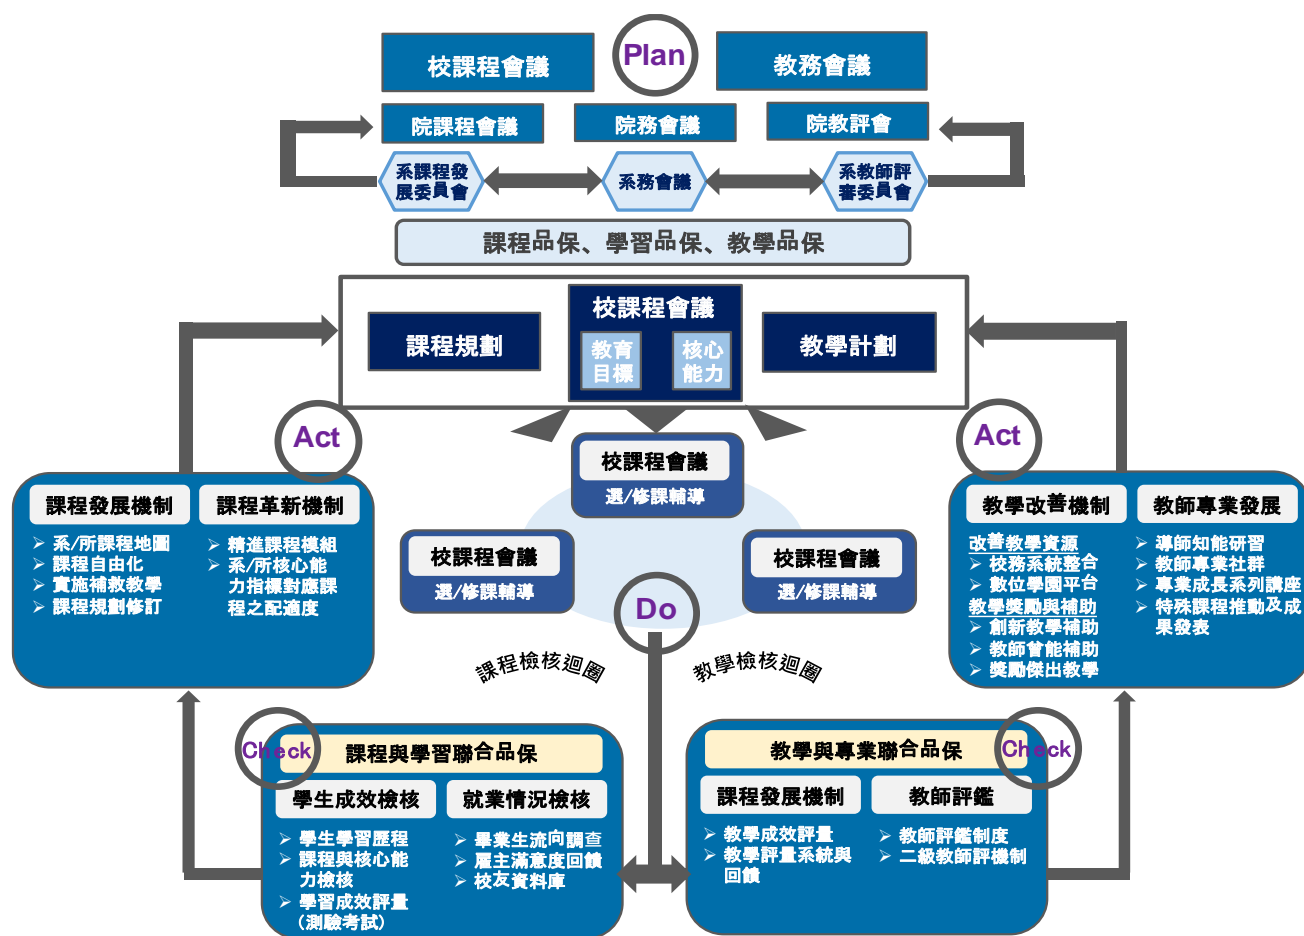 Plan
校課程會議
教務會議
院課程會議
院務會議
院教評會
系課程發
展委員會
系務會議
系教師評
審委員會
課程品保、學習品保、教學品保
校課程會議
課程規劃
教育
目標
核心
能力
教學計劃
Act
Act
校課程會議
選/修課輔導
校課程會議
選/修課輔導
校課程會議
選/修課輔導
Do
課程發展機制
➢ 系/所課程地圖
➢ 課程自由化
➢ 實施補救教學
➢ 課程規劃修訂
課程革新機制
➢ 精進課程模組
➢ 系/所核心能
力指標對應課
程之配適度
教學改善機制
改善教學資源
➢ 校務系統整合
➢ 數位學園平台
教學獎勵與補助
➢ 創新教學補助
➢ 教師曾能補助
➢ 獎勵傑出教學
教師專業發展
➢ 導師知能研習
➢ 教師專業社群
➢ 專業成長系列講座
➢ 特殊課程推動及成
果發表
課程檢核迴圈
教學檢核迴圈
Check
課程與學習聯合品保
學生成效檢核
➢ 學生學習歷程
➢ 課程與核心能
力檢核
➢ 學習成效評量
(測驗考試)
就業情況檢核
➢ 畢業生流向調查
➢ 雇主滿意度回饋
➢ 校友資料庫
Check
教學與專業聯合品保
課程發展機制
➢ 教學成效評量
➢ 教學評量系統與
回饋
教師評鑑
➢ 教師評鑑制度
➢ 二級教師評機制